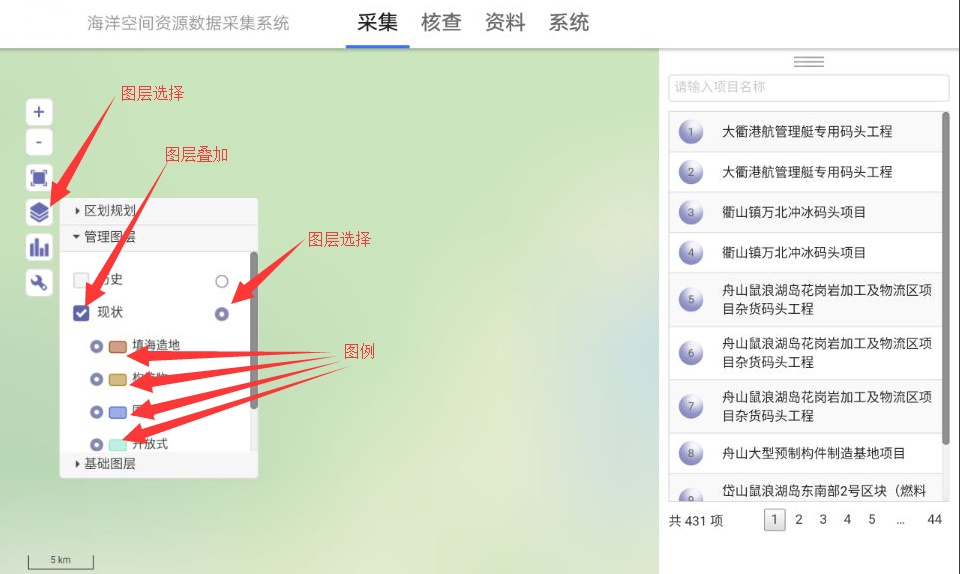 海洋空间资源数据采集系统
采集 核查 资料 系统
图层选择
图层叠加
图层选择
图例
+
-
区划规划
管理图层
历史
现状
填海造地
开放式
基础图层
5 km
请输入项目名称
1 大衢港航管理艇专用码头工程
2 大衢港航管理艇专用码头工程
3 衢山镇万北冲冰码头项目
4 衢山镇万北冲冰码头项目
5 舟山鼠浪湖岛花岗岩加工及物流区项
目杂货码头工程
6 舟山鼠浪湖岛花岗岩加工及物流区项
目杂货码头工程
7 舟山鼠浪湖岛花岗岩加工及物流区项
目杂货码头工程
8 舟山大型预制构件制造基地项目
9 岱山鼠浪湖岛东南部2号区块（燃料
共 431 项 1 2 3 4 5 ... 44